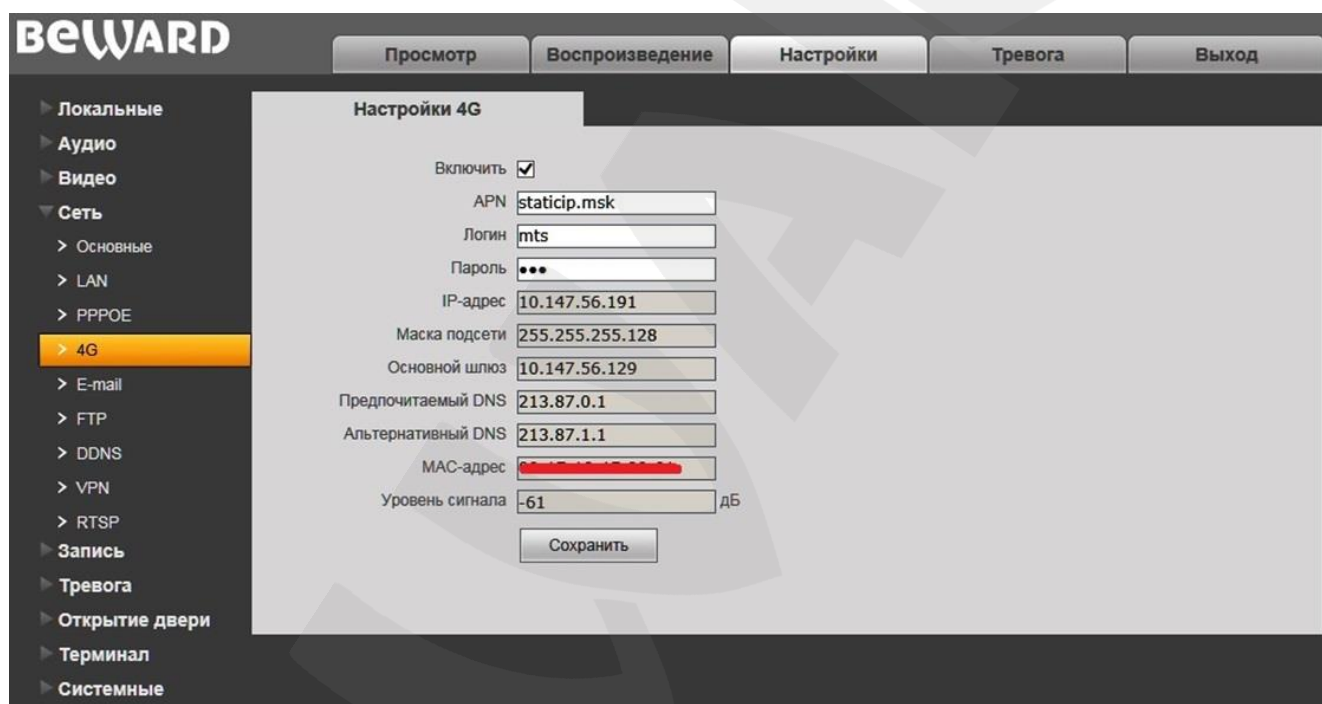 BEWARD
Просмотр
Воспроизведение
Настройки
Тревога
Выход
Локальные
Аудио
Видео
Сеть
> Основные
> LAN
> PPPOE
> 4G
> E-mail
> FTP
> DDNS
> VPN
> RTSP
Запись
Тревога
Открытие двери
Терминал
Системные
Настройки 4G
Включить
APN staticip.msk
Логин mts
Пароль •••
IP-адрес 10.147.56.191
Маска подсети 255.255.255.128
Основной шлюз 10.147.56.129
Предпочитаемый DNS 213.87.0.1
Альтернативный DNS 213.87.1.1
MAC-адрес
Уровень сигнала -61 дБ
Сохранить